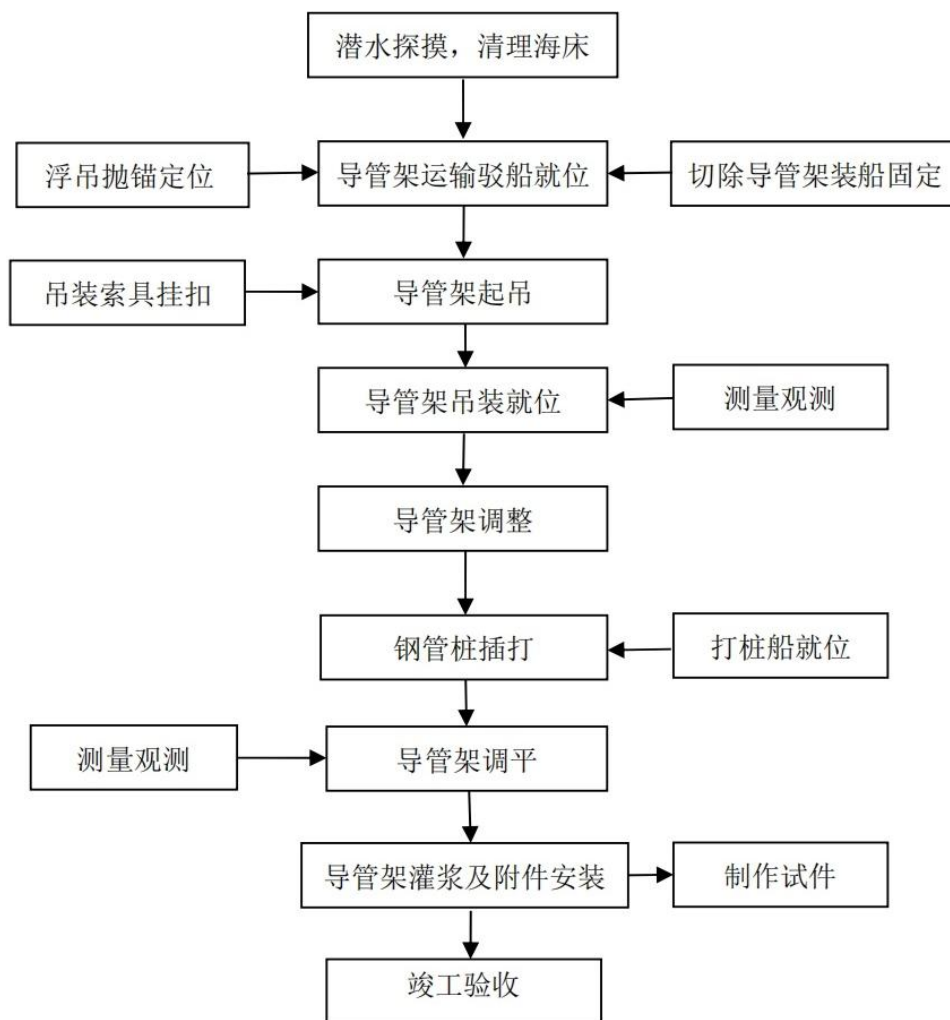 潜水探摸，清理海床
浮吊抛锚定位
导管架运输驳船就位
切除导管架装船固定
吊装索具挂扣
导管架起吊
导管架吊装就位
测量观测
导管架调整
钢管桩插打
打桩船就位
测量观测
导管架调平
导管架灌浆及附件安装
制作试件
竣工验收